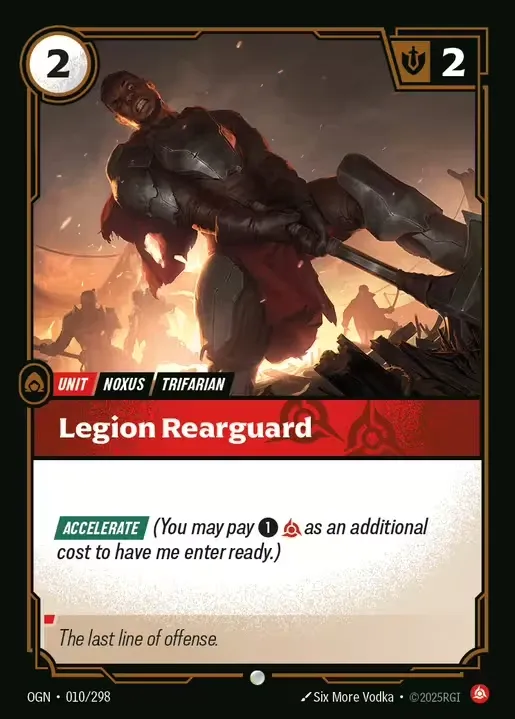 2
2
UNIT NOXUS TRIFARIAN
Legion Rearguard
ACCELERATE (You may pay 1 as an additional
cost to have me enter ready.)
The last line of offense.
OGN • 010/298
Six More Vodka • ©2025RGI